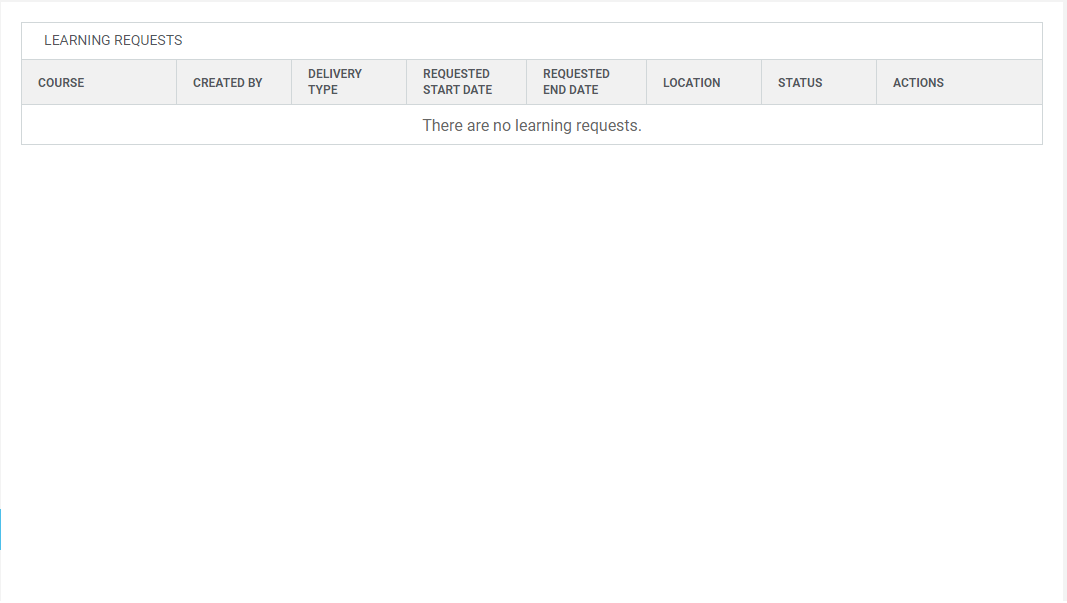 LEARNING REQUESTS
COURSE
CREATED BY
DELIVERY
TYPE
REQUESTED
START DATE
REQUESTED
END DATE
LOCATION
STATUS
ACTIONS
There are no learning requests.